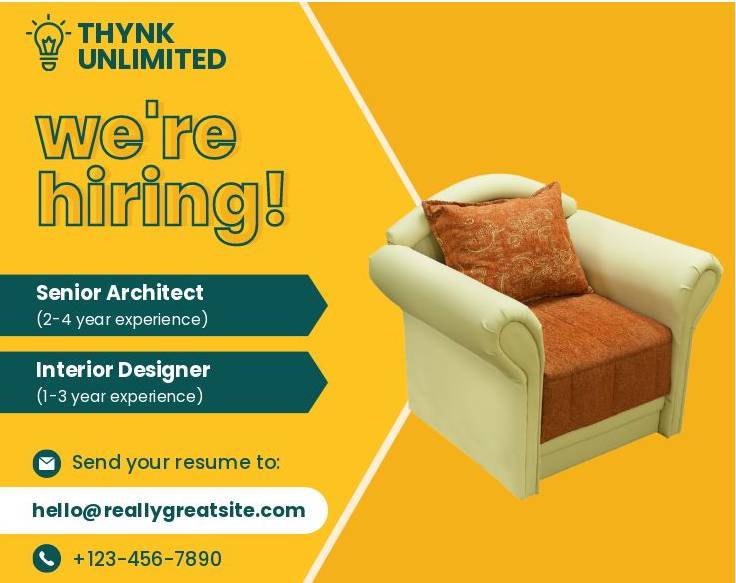 THYNK
UNLIMITED
we're
hiring!
Senior Architect
(2-4 year experience)
Interior Designer
(1-3 year experience)
Send your resume to:
hello@reallygreatsite.com
+123-456-7890